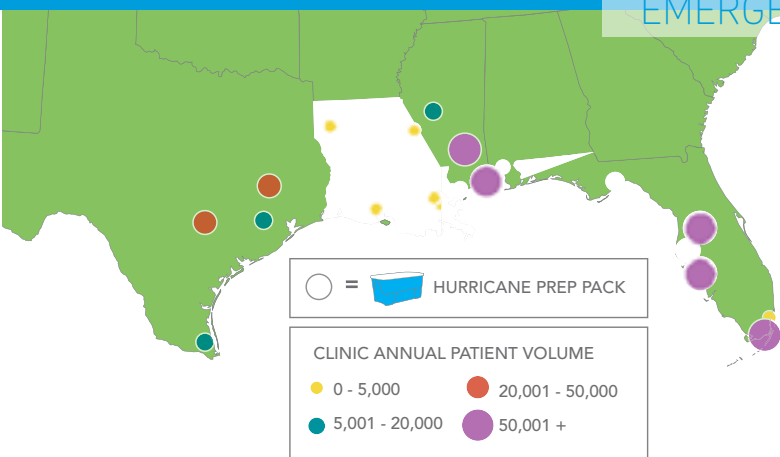 EMERGE
= HURRICANE PREP PACK
CLINIC ANNUAL PATIENT VOLUME
0 - 5,000
20,001 - 50,000
5,001 - 20,000
50,001 +